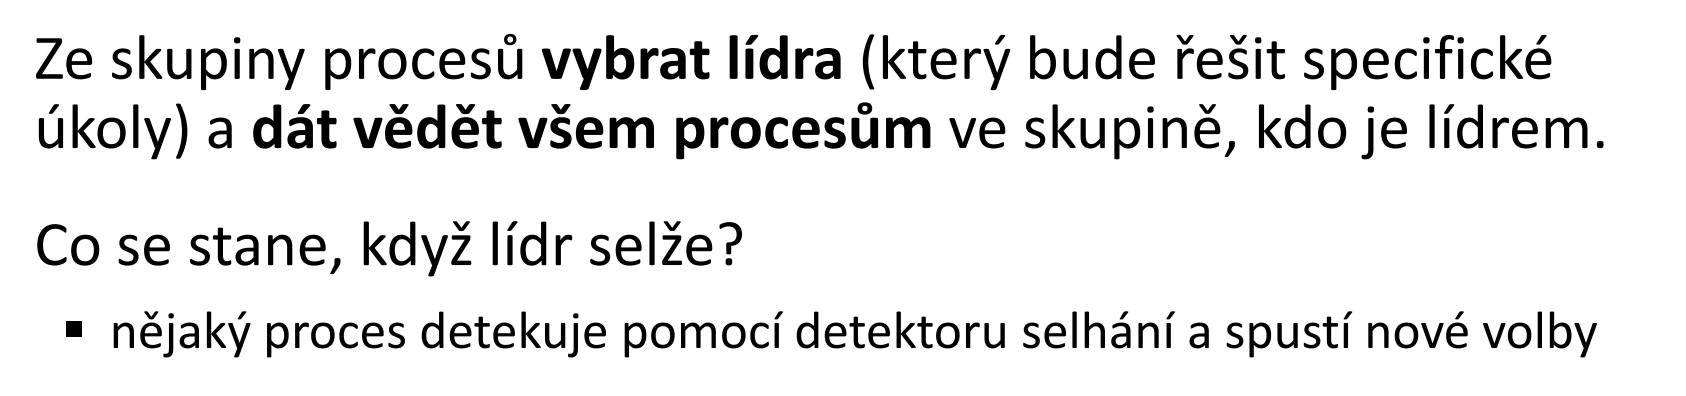 Ze skupiny procesů vybrat lídra (který bude řešit specifické
úkoly) a dát vědět všem procesům ve skupině, kdo je lídrem.
Co se stane, když lídr selže?
▪ nějaký proces detekuje pomocí detektoru selhání a spustí nové volby